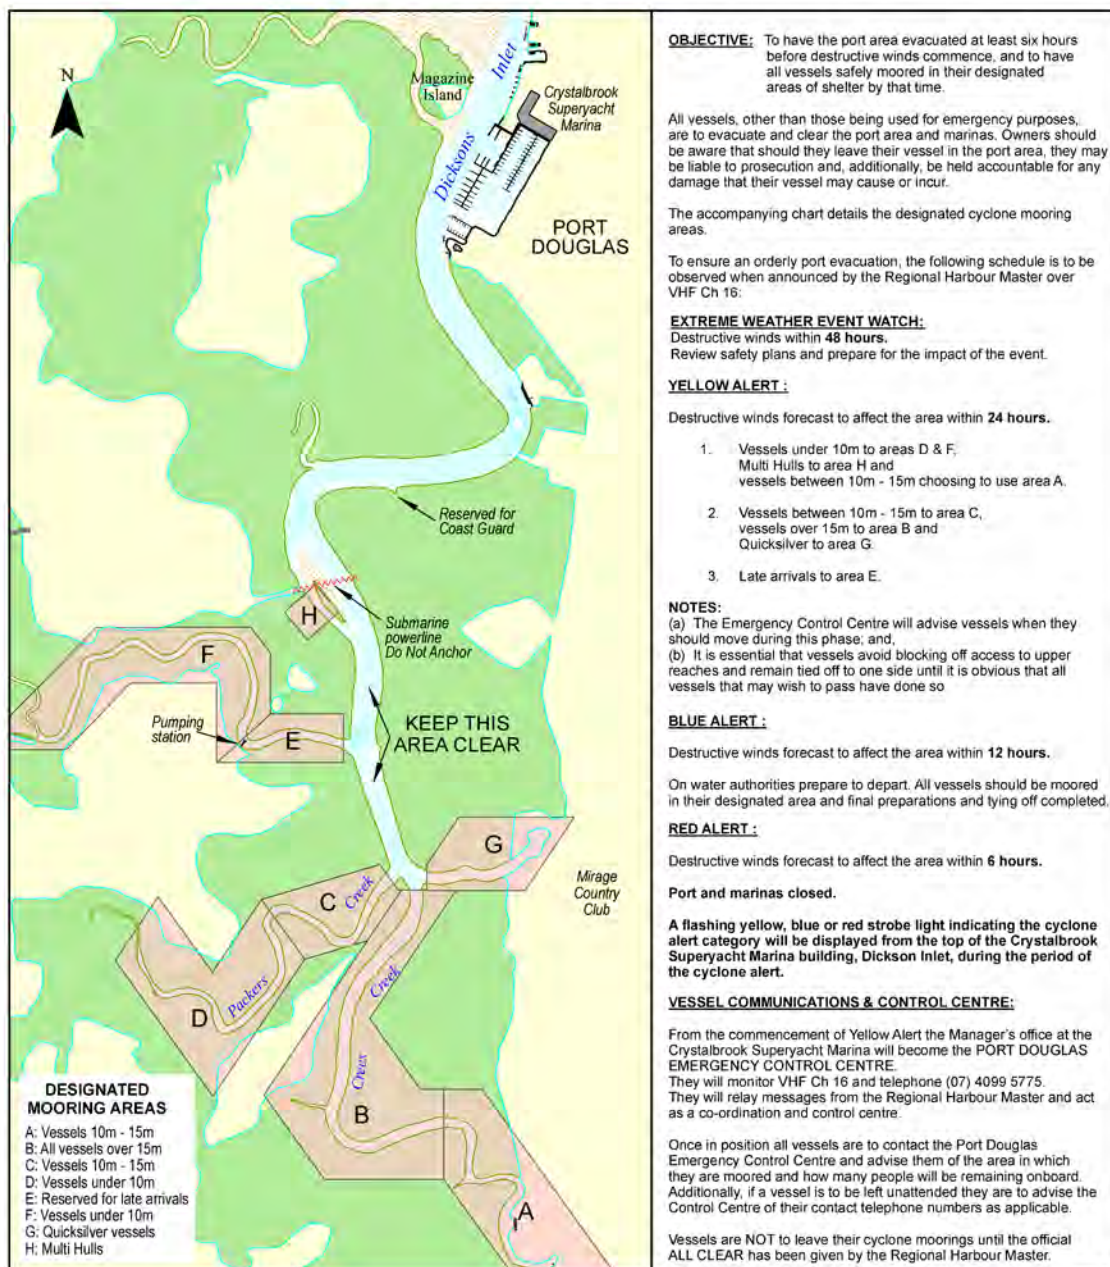 N
Magazine
Island
Dicksons Inlet
Crystalbrook
Superyacht
Marina
PORT
DOUGLAS
Reserved for
Coast Guard
H
Submarine
powerline
Do Not Anchor
F
Pumping
station
E
KEEP THIS
AREA CLEAR
G
Mirage
Country
Club
C
Creek
Packers
D
Creek
Crees
B
A
DESIGNATED
MOORING AREAS
A: Vessels 10m - 15m
B: All vessels over 15m
C: Vessels 10m - 15m
D: Vessels under 10m
E: Reserved for late arrivals
F: Vessels under 10m
G: Quicksilver vessels
H: Multi Hulls
OBJECTIVE: To have the port area evacuated at least six hours
before destructive winds commence, and to have
all vessels safely moored in their designated
areas of shelter by that time.
All vessels, other than those being used for emergency purposes,
are to evacuate and clear the port area and marinas. Owners should
be aware that should they leave their vessel in the port area, they may
be liable to prosecution and, additionally, be held accountable for any
damage that their vessel may cause or incur.
The accompanying chart details the designated cyclone mooring
areas.
To ensure an orderly port evacuation, the following schedule is to be
observed when announced by the Regional Harbour Master over
VHF Ch 16:
EXTREME WEATHER EVENT WATCH:
Destructive winds within 48 hours.
Review safety plans and prepare for the impact of the event.
YELLOW ALERT :
Destructive winds forecast to affect the area within 24 hours.
1. Vessels under 10m to areas D & F,
Multi Hulls to area H and
vessels between 10m - 15m choosing to use area A.
2. Vessels between 10m - 15m to area C,
vessels over 15m to area B and
Quicksilver to area G.
3. Late arrivals to area E.
NOTES:
(a) The Emergency Control Centre will advise vessels when they
should move during this phase; and,
(b) It is essential that vessels avoid blocking off access to upper
reaches and remain tied off to one side until it is obvious that all
vessels that may wish to pass have done so
BLUE ALERT :
Destructive winds forecast to affect the area within 12 hours.
On water authorities prepare to depart. All vessels should be moored
in their designated area and final preparations and tying off completed.
RED ALERT :
Destructive winds forecast to affect the area within 6 hours.
Port and marinas closed.
A flashing yellow, blue or red strobe light indicating the cyclone
alert category will be displayed from the top of the Crystalbrook
Superyacht Marina building, Dickson Inlet, during the period of
the cyclone alert.
VESSEL COMMUNICATIONS & CONTROL CENTRE:
From the commencement of Yellow Alert the Manager's office at the
Crystalbrook Superyacht Marina will become the PORT DOUGLAS
EMERGENCY CONTROL CENTRE.
They will monitor VHF Ch 16 and telephone (07) 4099 5775.
They will relay messages from the Regional Harbour Master and act
as a co-ordination and control centre.
Once in position all vessels are to contact the Port Douglas
Emergency Control Centre and advise them of the area in which
they are moored and how many people will be remaining onboard.
Additionally, if a vessel is to be left unattended they are to advise the
Control Centre of their contact telephone numbers as applicable.
Vessels are NOT to leave their cyclone moorings until the official
ALL CLEAR has been given by the Regional Harbour Master.